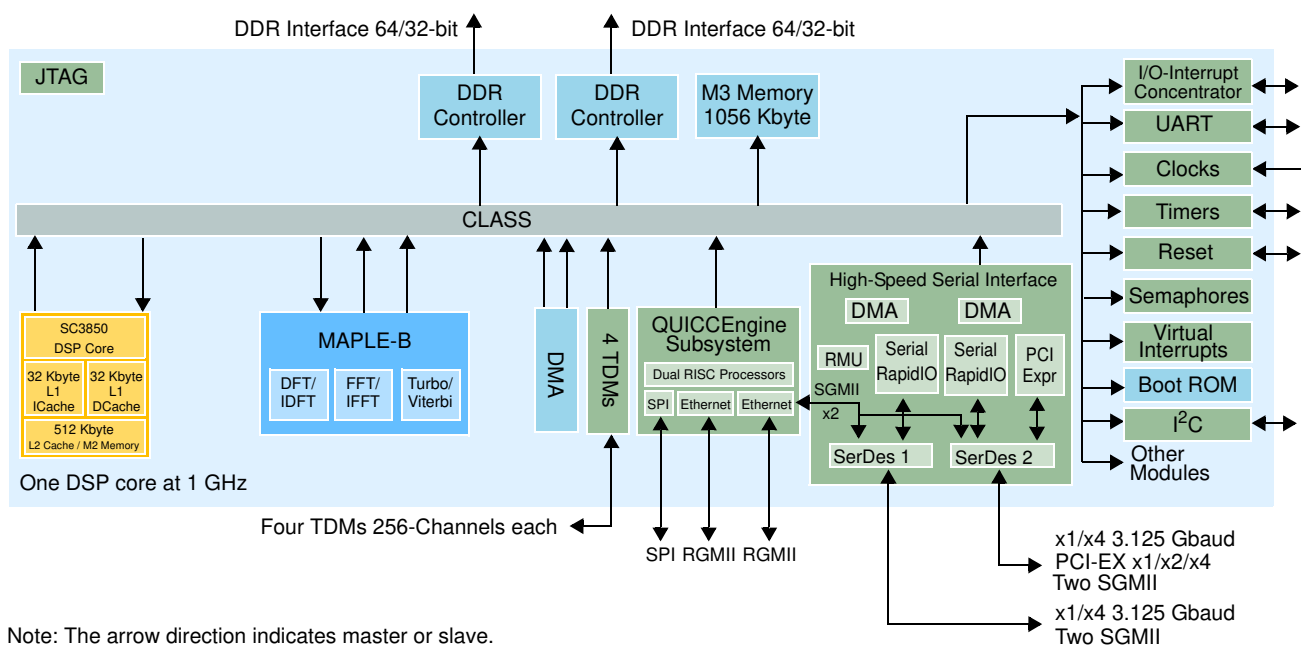 DDR Interface 64/32-bit
DDR Interface 64/32-bit
JTAG
DDR
Controller
DDR
Controller
M3 Memory
1056 Kbyte
I/O-Interrupt
Concentrator
UART
Clocks
Timers
Reset
Semaphores
Virtual
Interrupts
Boot ROM
I²C
Other
Modules
CLASS
SC3850
DSP Core
32 Kbyte
L1
ICache
32 Kbyte
L1
DCache
512 Kbyte
L2 Cache / M2 Memory
One DSP core at 1 GHz
MAPLE-B
DFT/
IDFT
FFT/
IFFT
Turbo/
Viterbi
DMA
4 TDMs
QUICCEngine
Subsystem
Dual RISC Processors
SPI
Ethernet
Ethernet
SGMII
x2
High-Speed Serial Interface
DMA
DMA
RMU
Serial
RapidIO
Serial
RapidIO
PCI
Expr
SerDes 1
SerDes 2
Four TDMs 256-Channels each
SPI
RGMII
RGMII
x1/x4 3.125 Gbaud
PCI-EX x1/x2/x4
Two SGMII
x1/x4 3.125 Gbaud
Two SGMII
Note: The arrow direction indicates master or slave.